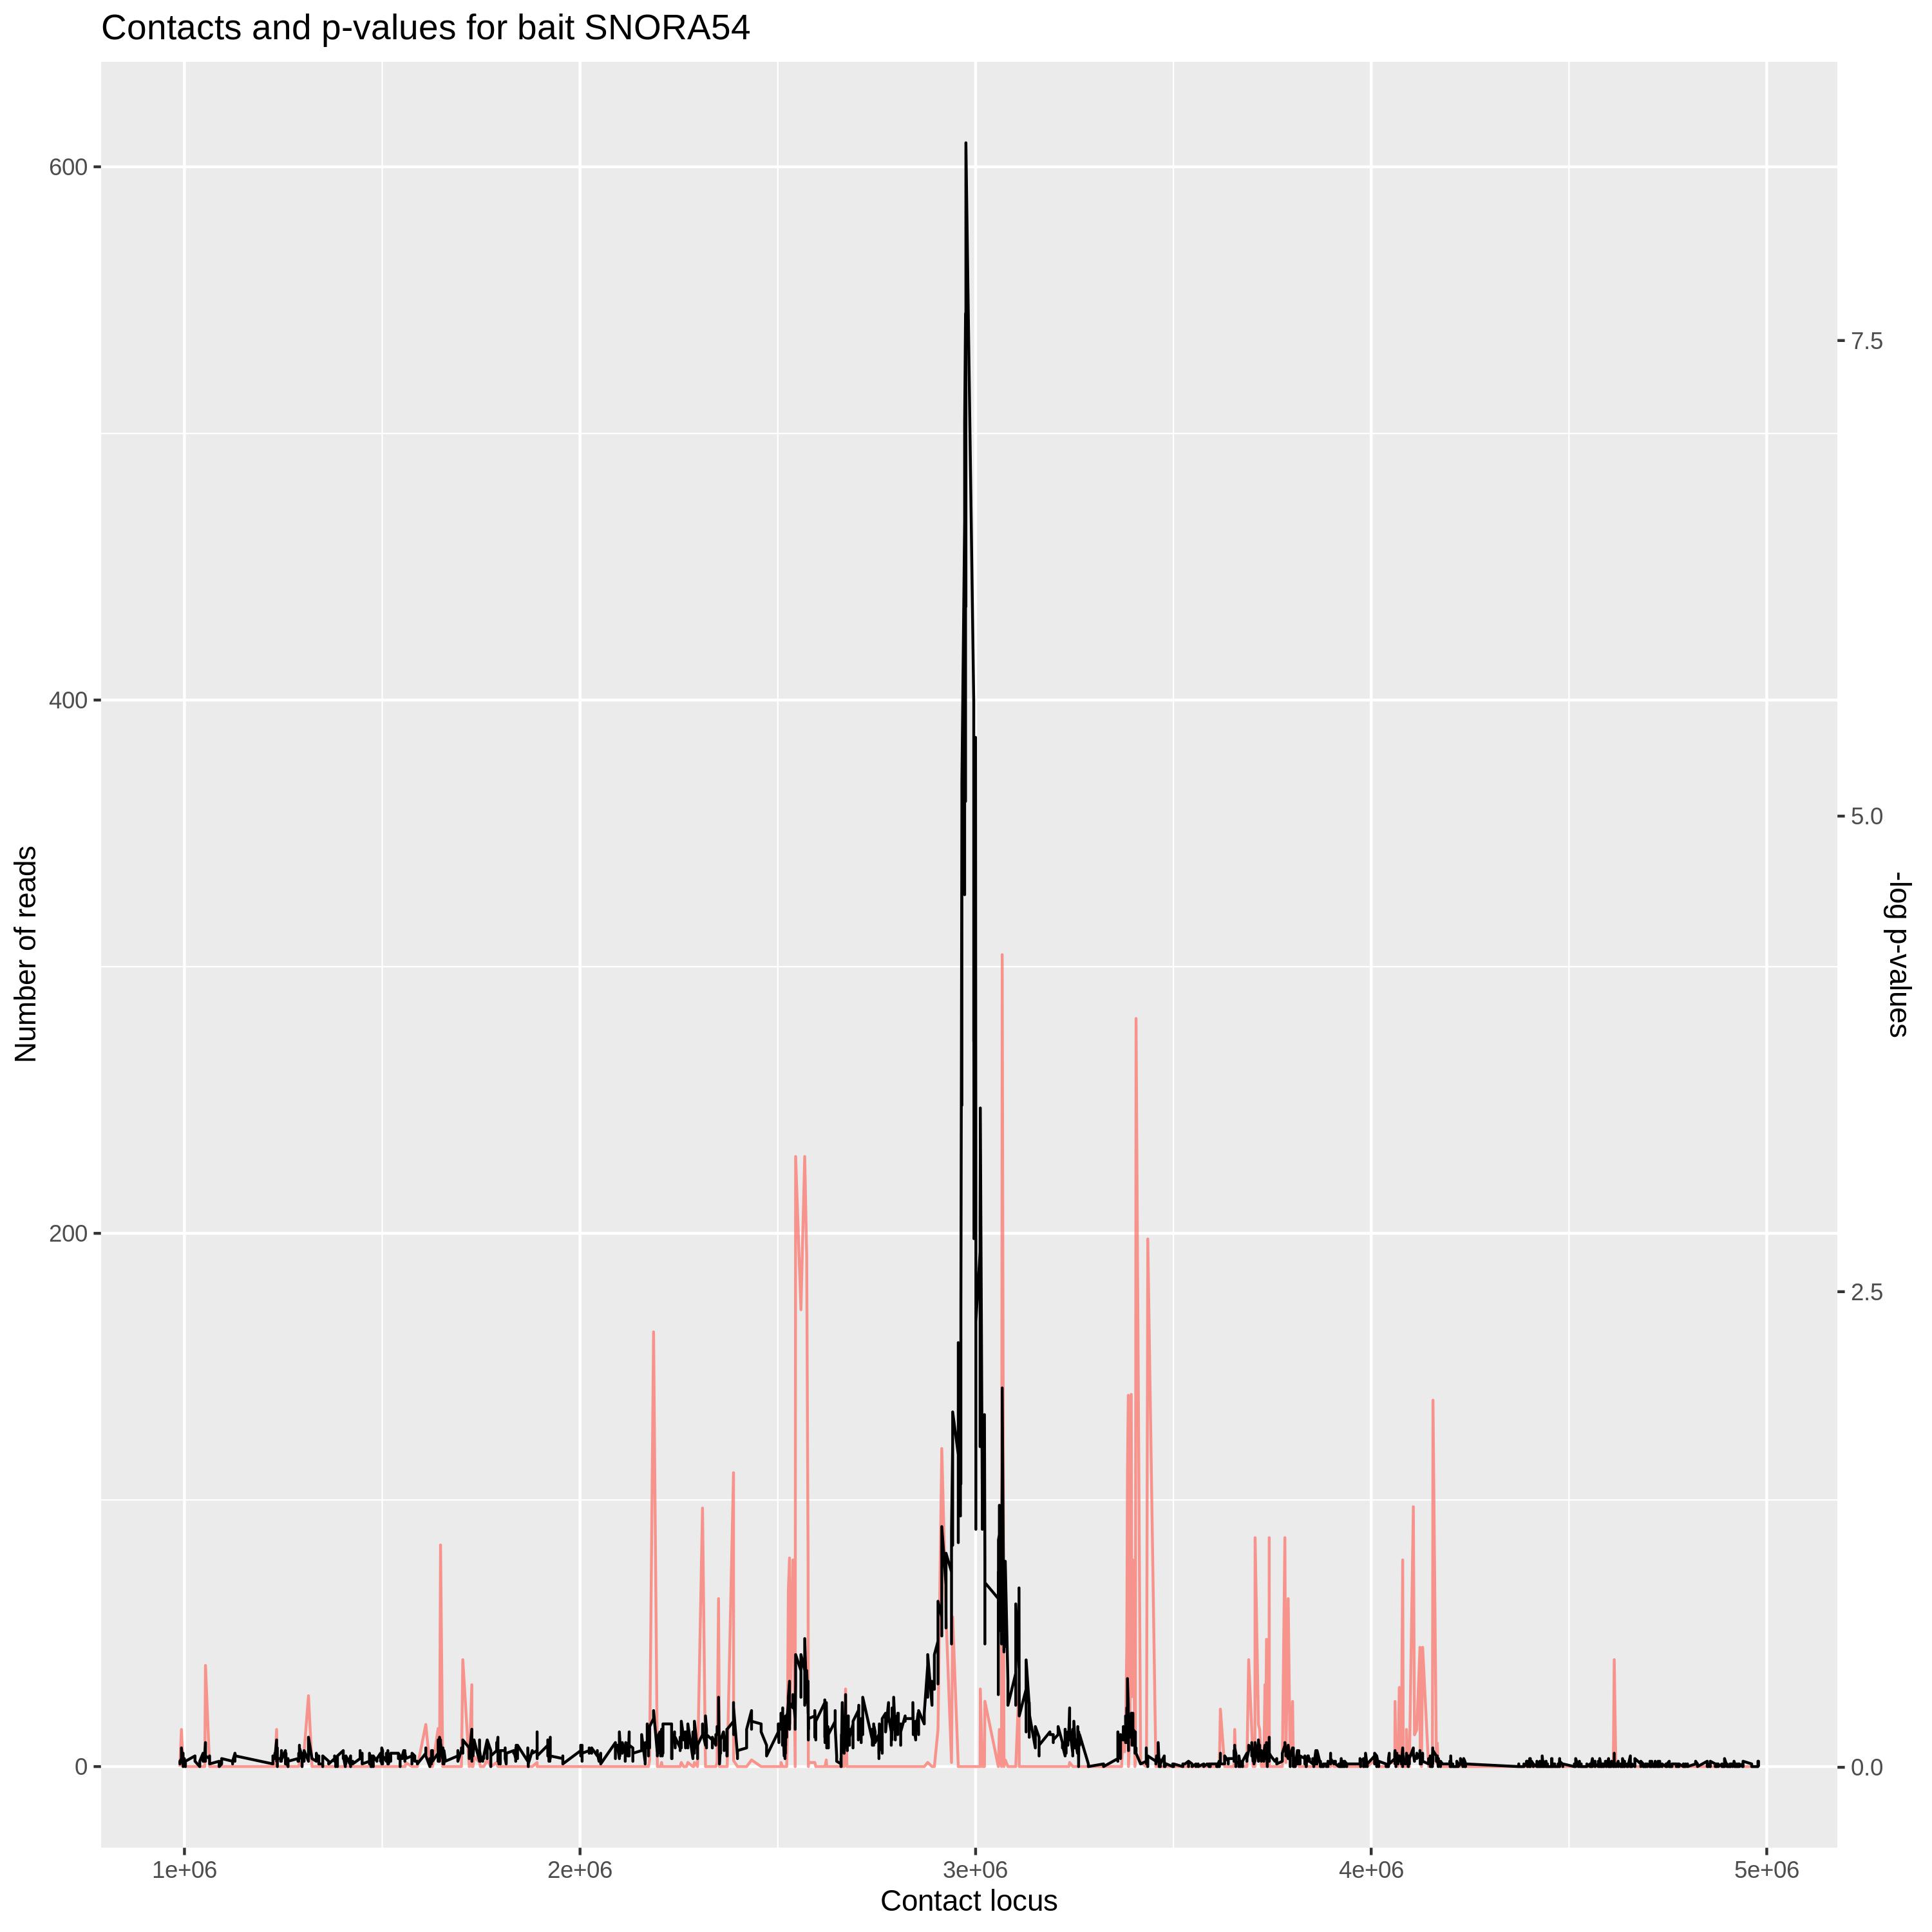 Contacts and p-values for bait SNORA54
600
400
200
0
Number of reads
7.5
5.0
2.5
0.0
-log p-values
1e+06 2e+06 3e+06 4e+06 5e+06
Contact locus